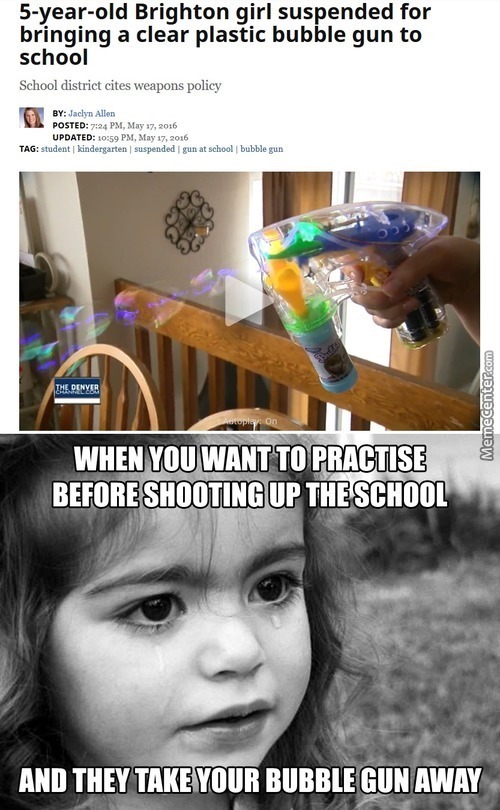 5-year-old Brighton girl suspended for
bringing a clear plastic bubble gun to
school
School district cites weapons policy
BY: Jaclyn Allen
POSTED: 7:24 PM, May 17, 2016
UPDATED: 10:59 PM, May 17, 2016
TAG: student | kindergarten | suspended | gun at school | bubble gun
THE DENVER
CHANNEL.COM
Autoplay: On
MemeCenter.com
WHEN YOU WANT TO PRACTISE
BEFORE SHOOTING UP THE SCHOOL
AND THEY TAKE YOUR BUBBLE GUN AWAY